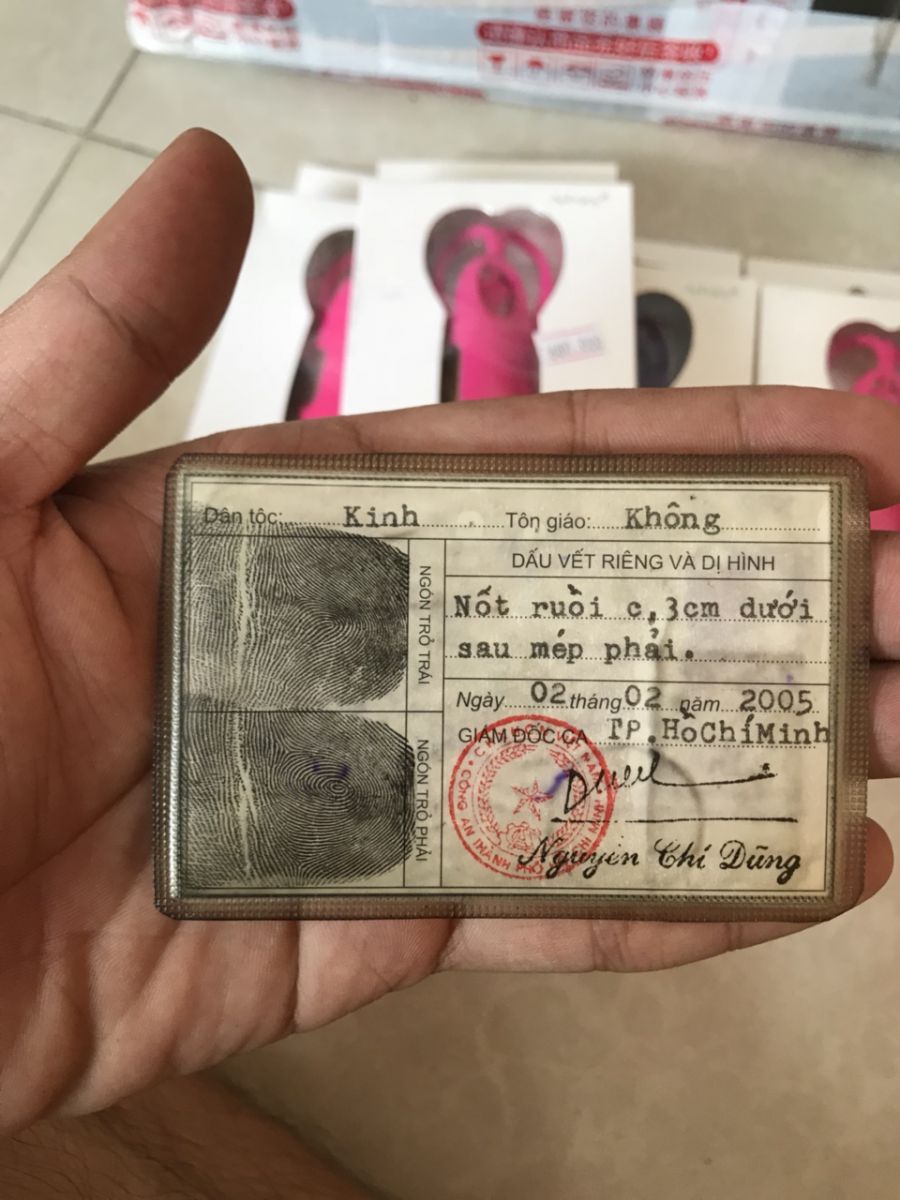 Dân tộc: Kinh Tôn giáo: Không
DẤU VẾT RIÊNG VÀ DỊ HÌNH
NGÓN TRỎ TRÁI
Nốt ruồi c,3cm dưới
sau mép phải.
Ngày 02 tháng 02 năm 2005
GIÁM ĐỐC CA TP.HồChíMinh
NGÓN TRỎ PHẢI
CÔNG AN THÀNH PHỐ CHÍ MINH
Nguyễn Chí Dũng